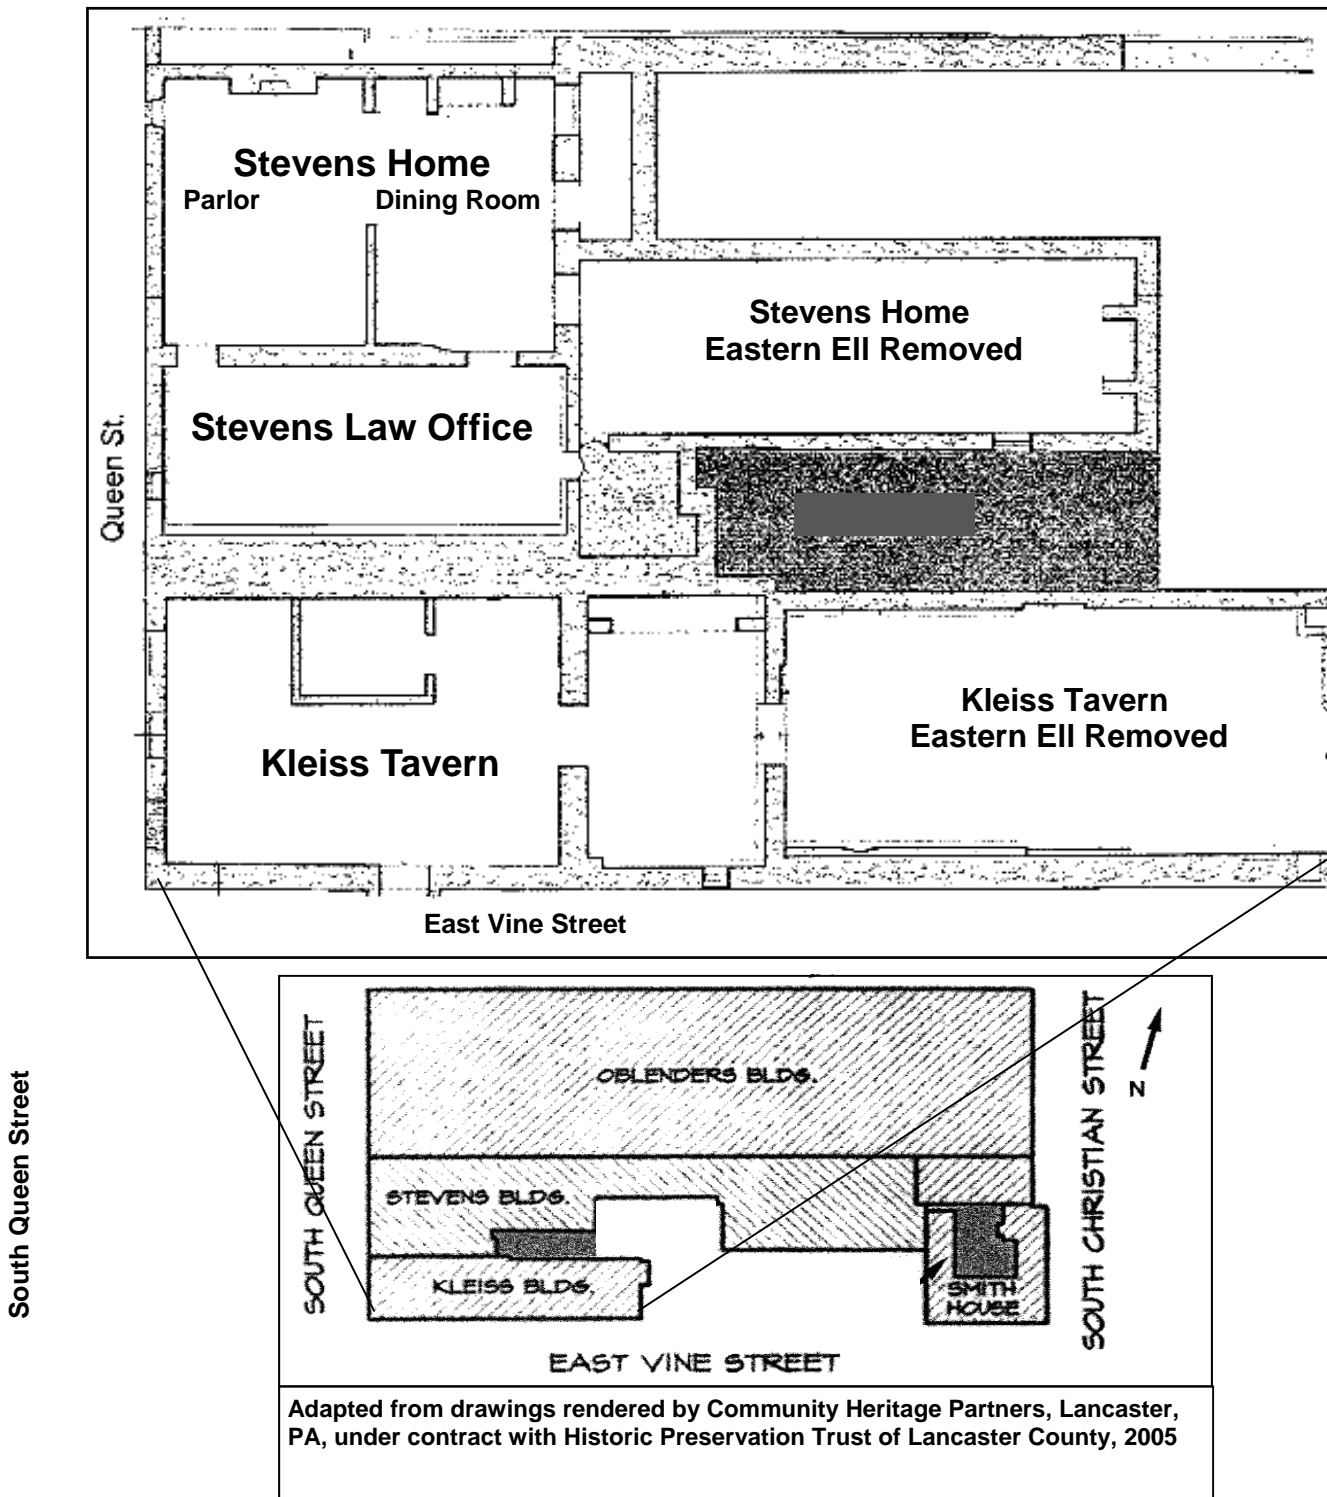 Stevens Home
Parlor Dining Room
Stevens Home
Eastern Ell Removed
Stevens Law Office
Queen St.
Kleiss Tavern
Eastern Ell Removed
Kleiss Tavern
East Vine Street
South Queen Street
SOUTH QUEEN STREET
OBLENDERS BLDG.
SOUTH CHRISTIAN STREET
N
STEVENS BLDG.
KLEISS BLDG.
SMITH
HOUSE
EAST VINE STREET
Adapted from drawings rendered by Community Heritage Partners, Lancaster,
PA, under contract with Historic Preservation Trust of Lancaster County, 2005